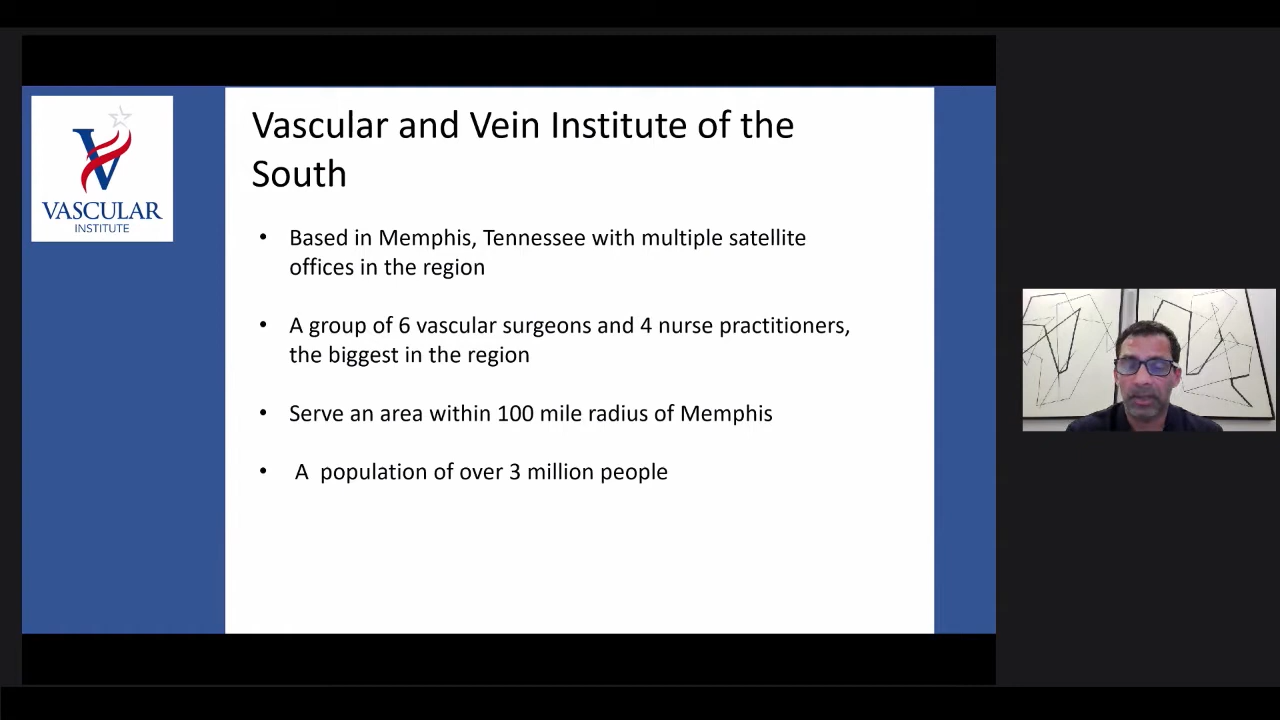 VASCULAR
INSTITUTE
Vascular and Vein Institute of the
South
• Based in Memphis, Tennessee with multiple satellite
offices in the region
• A group of 6 vascular surgeons and 4 nurse practitioners,
the biggest in the region
• Serve an area within 100 mile radius of Memphis
• A  population of over 3 million people